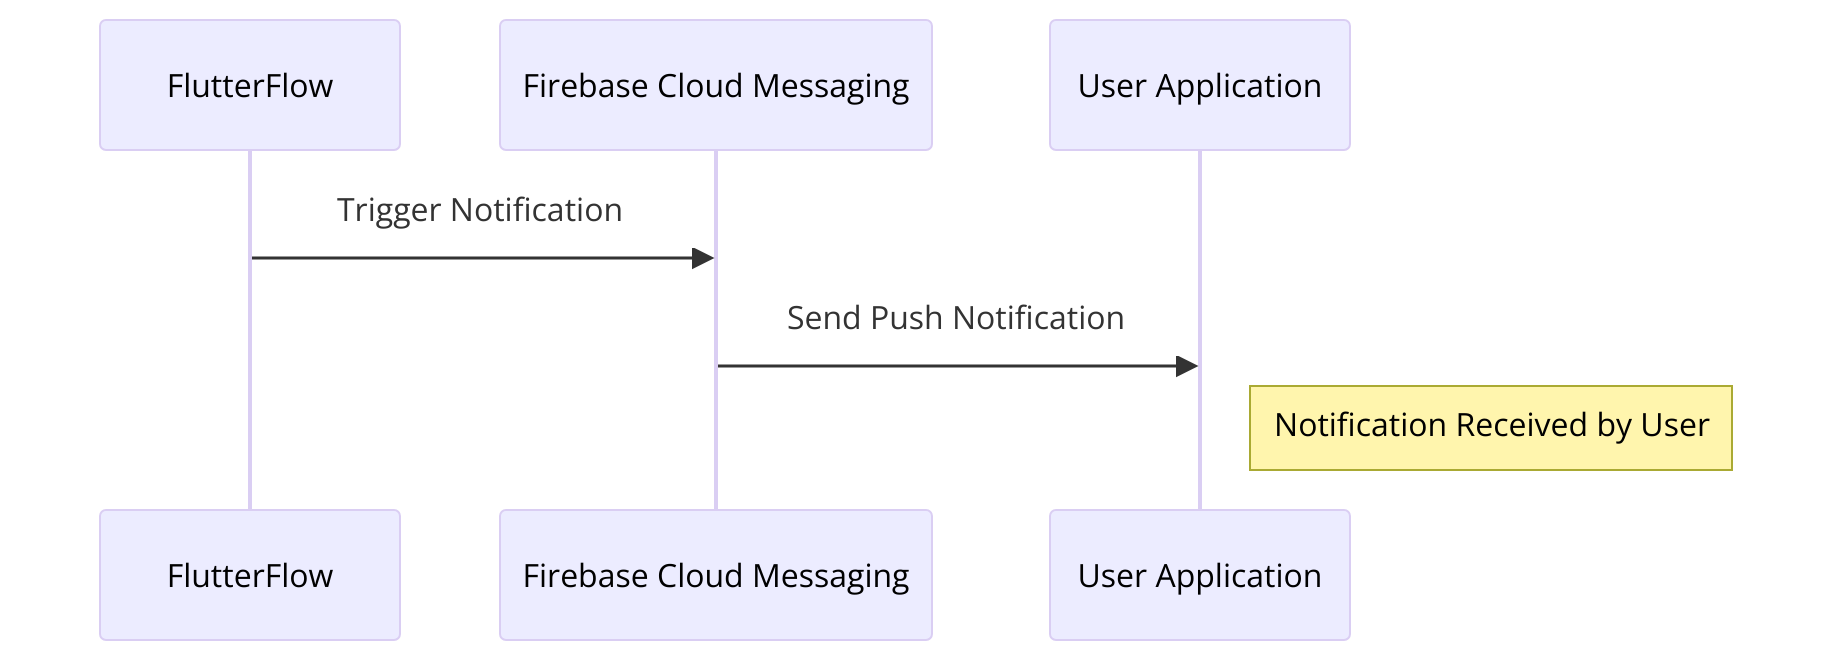 FlutterFlow
Firebase Cloud Messaging
User Application
Trigger Notification
Send Push Notification
Notification Received by User
FlutterFlow
Firebase Cloud Messaging
User Application